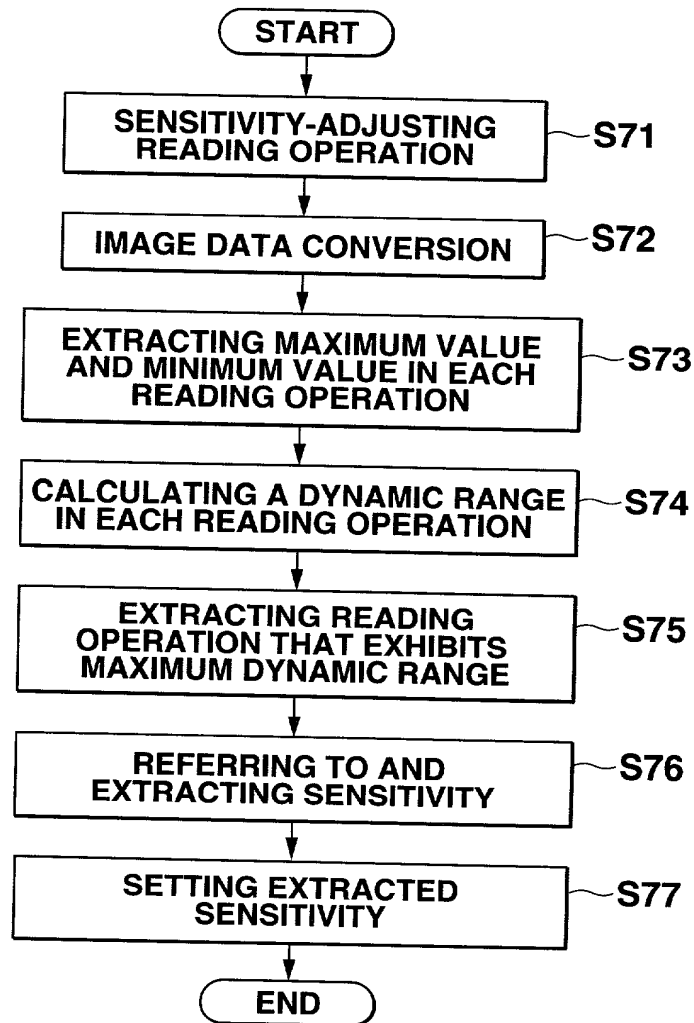 START
SENSITIVITY-ADJUSTING
READING OPERATION
S71
IMAGE DATA CONVERSION
S72
EXTRACTING MAXIMUM VALUE
AND MINIMUM VALUE IN EACH
READING OPERATION
S73
CALCULATING A DYNAMIC RANGE
IN EACH READING OPERATION
S74
EXTRACTING READING
OPERATION THAT EXHIBITS
MAXIMUM DYNAMIC RANGE
S75
REFERRING TO AND
EXTRACTING SENSITIVITY
S76
SETTING EXTRACTED
SENSITIVITY
S77
END